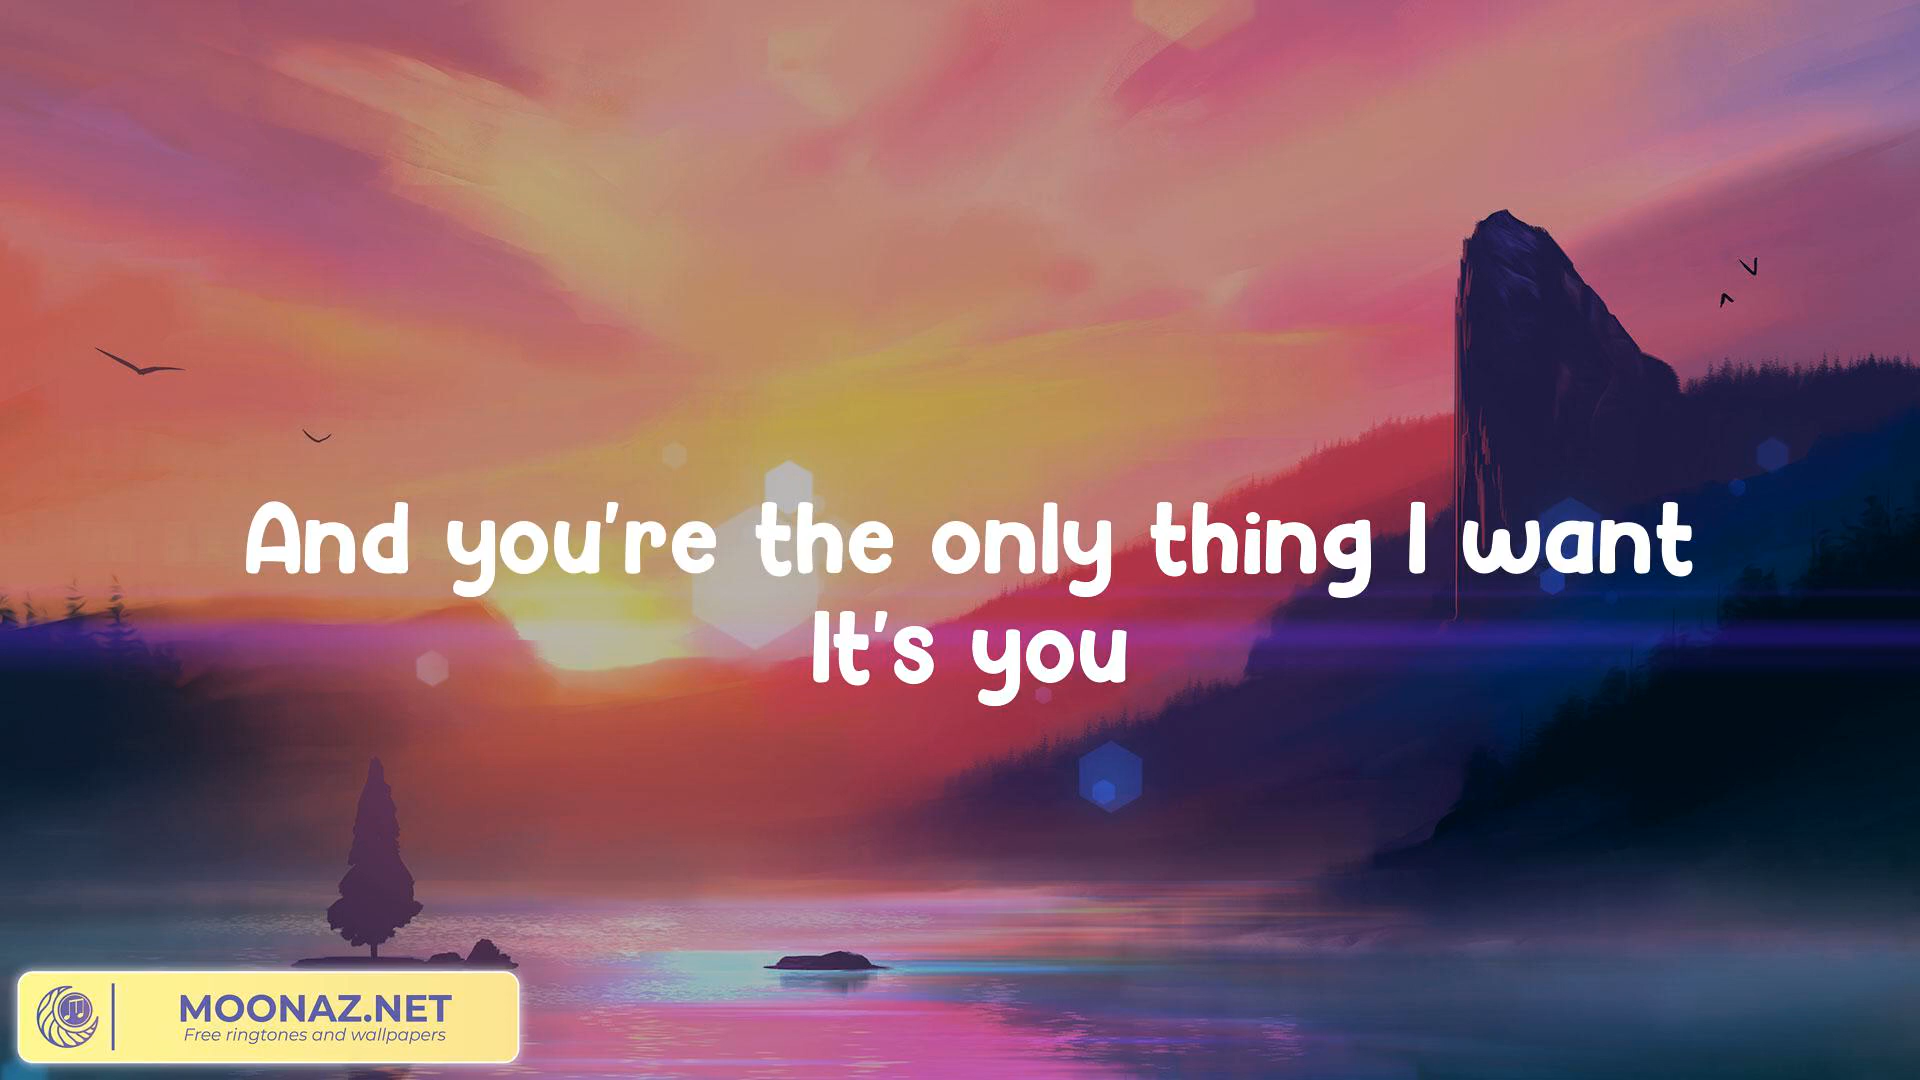 And you're the only thing I want
It's you
MOONAZ.NET
Free ringtones and wallpapers